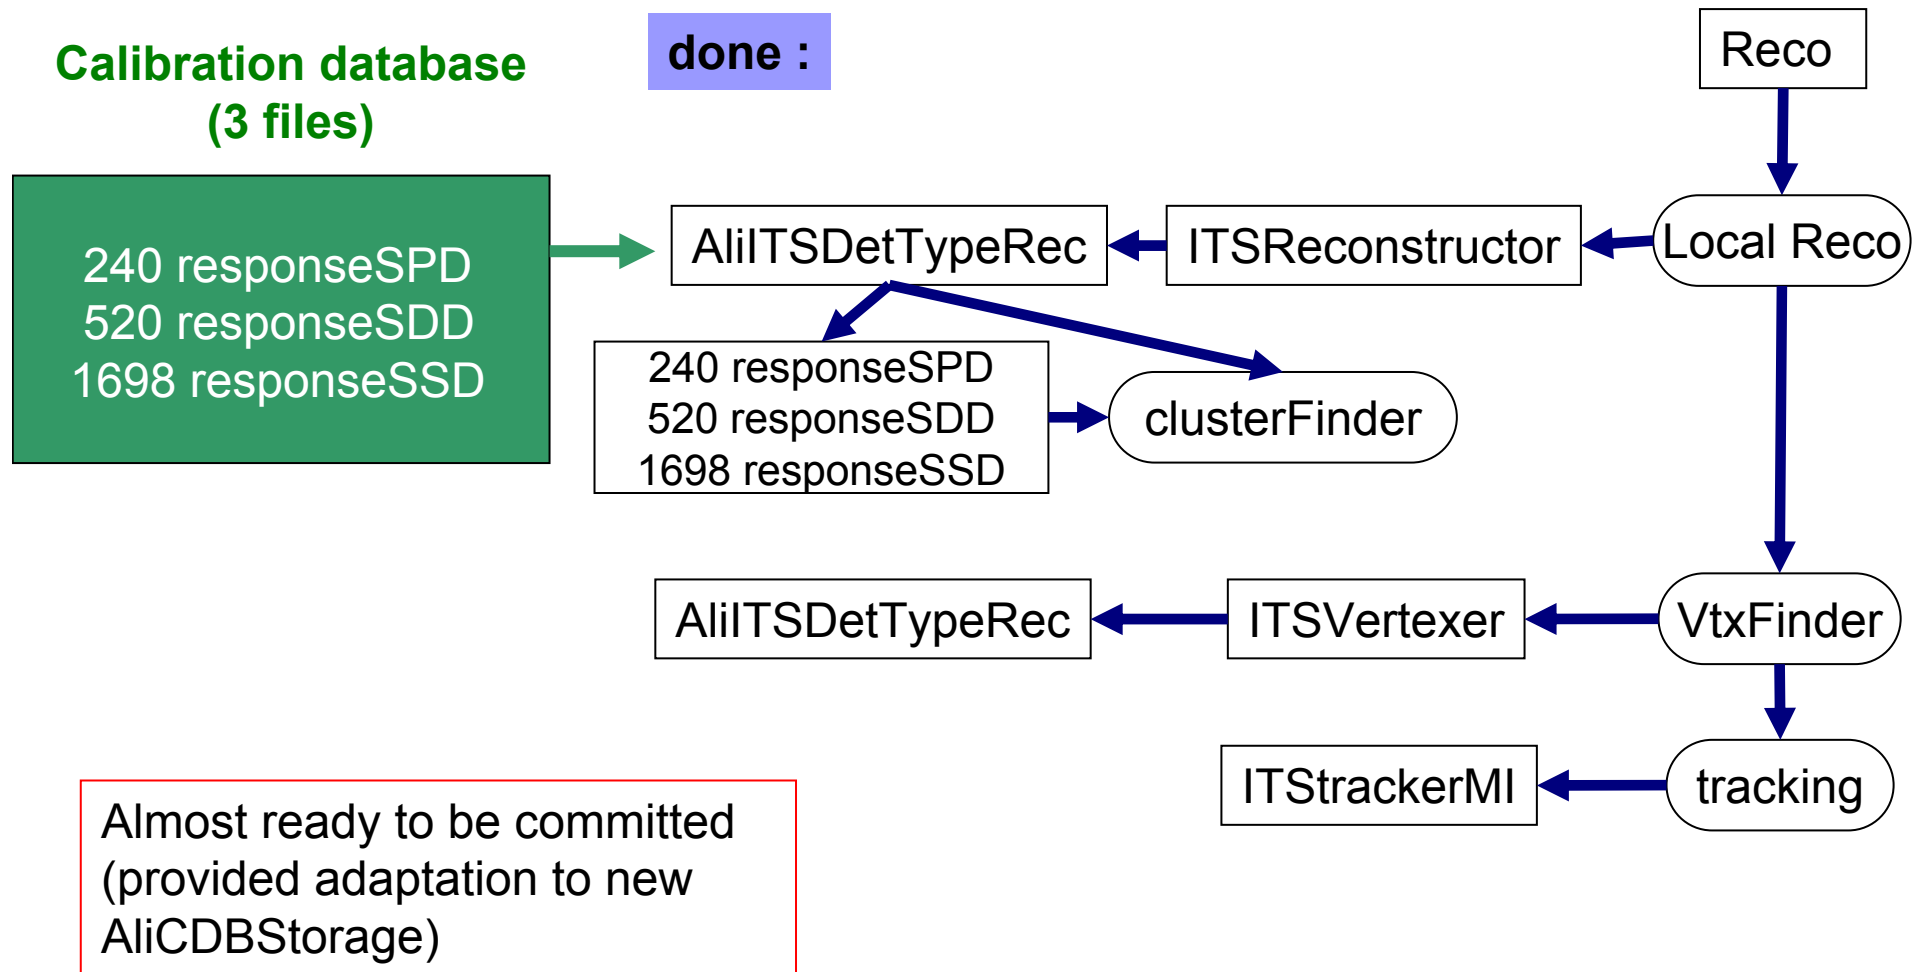 Calibration database
(3 files)
done :
Reco
240 responseSPD
520 responseSDD
1698 responseSSD
AliITSDetTypeRec
ITSReconstructor
Local Reco
240 responseSPD
520 responseSDD
1698 responseSSD
clusterFinder
AliITSDetTypeRec
ITSVertexer
VtxFinder
ITStrackerMI
tracking
Almost ready to be committed
(provided adaptation to new
AliCDBStorage)